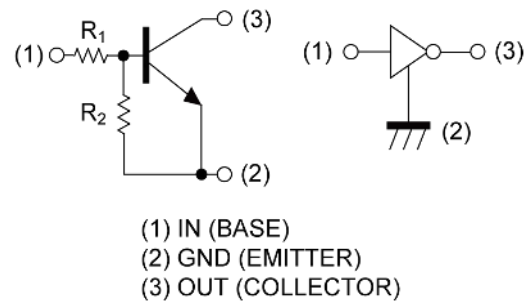 (3)
(1)
R1
R2
(2)
(1)
(3)
(2)
(1) IN (BASE)
(2) GND (EMITTER)
(3) OUT (COLLECTOR)